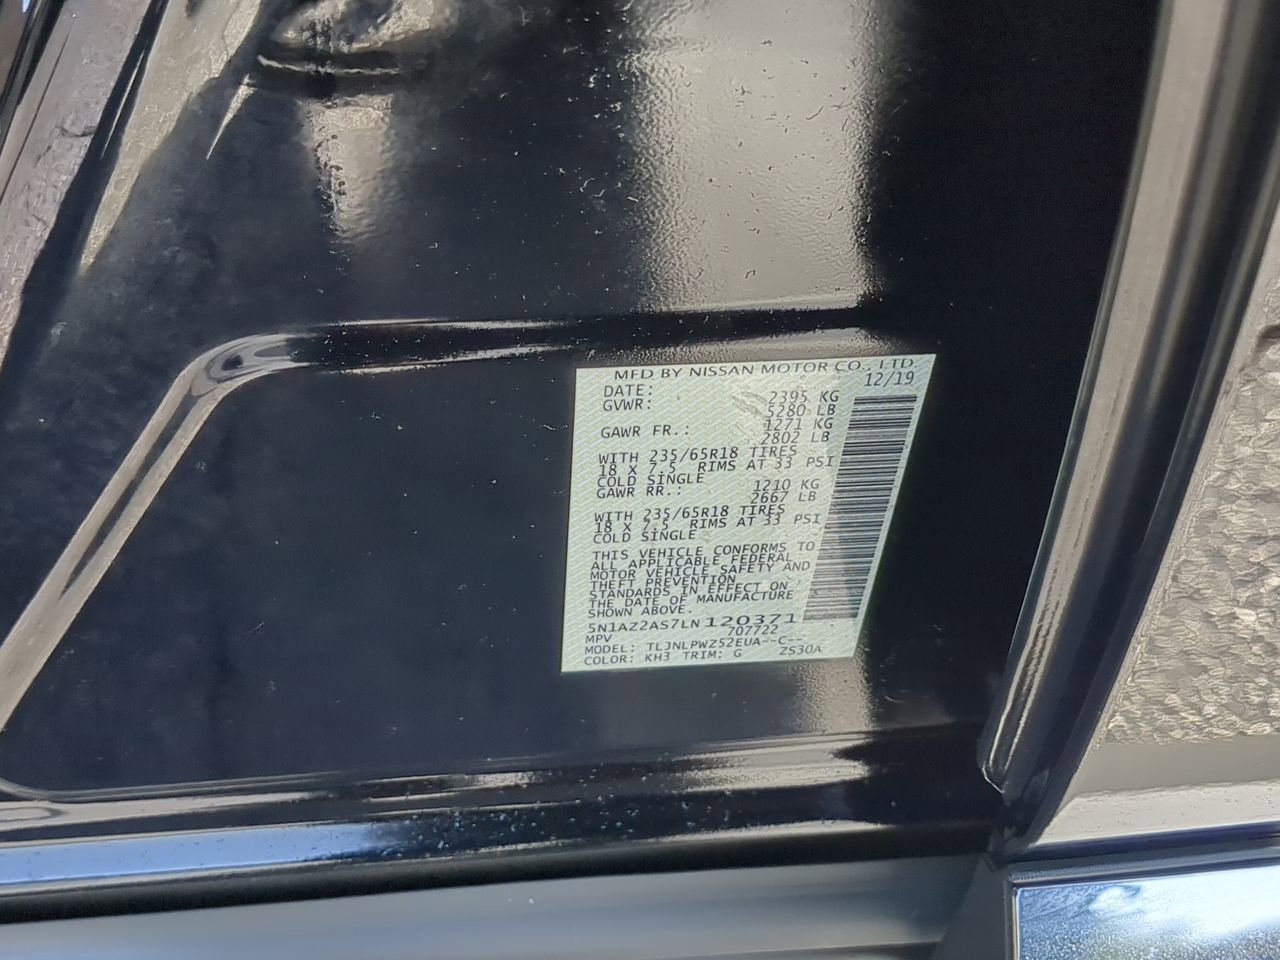 MFD BY NISSAN MOTOR CO., LTD.
DATE: 12/19
GVWR: 2395 KG
5280 LB
GAWR FR.: 1271 KG
2802 LB
WITH 235/65R18 TIRES
18 X 7.5 RIMS AT 33 PSI
COLD SINGLE
GAWR RR.: 1210 KG
2667 LB
WITH 235/65R18 TIRES
18 X 7.5 RIMS AT 33 PSI
COLD SINGLE
THIS VEHICLE CONFORMS TO
ALL APPLICABLE FEDERAL
MOTOR VEHICLE SAFETY AND
THEFT PREVENTION
STANDARDS IN EFFECT ON
THE DATE OF MANUFACTURE
SHOWN ABOVE.
5N1AZ2AS7LN120371
MPV 707722
MODEL: TLJNLPWZ52EUA--C--
COLOR: KH3 TRIM: G ZS30A